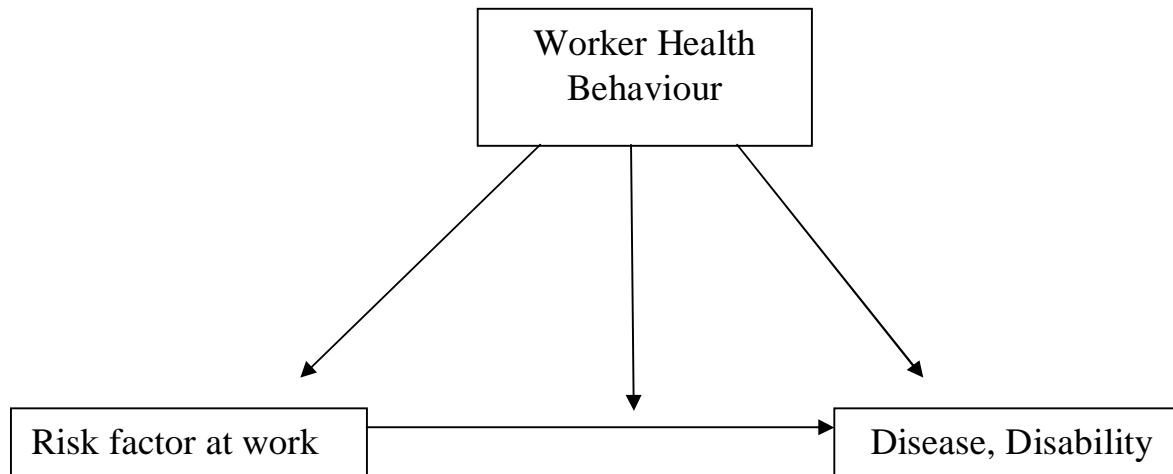 Worker Health
Behaviour
Risk factor at work
Disease, Disability